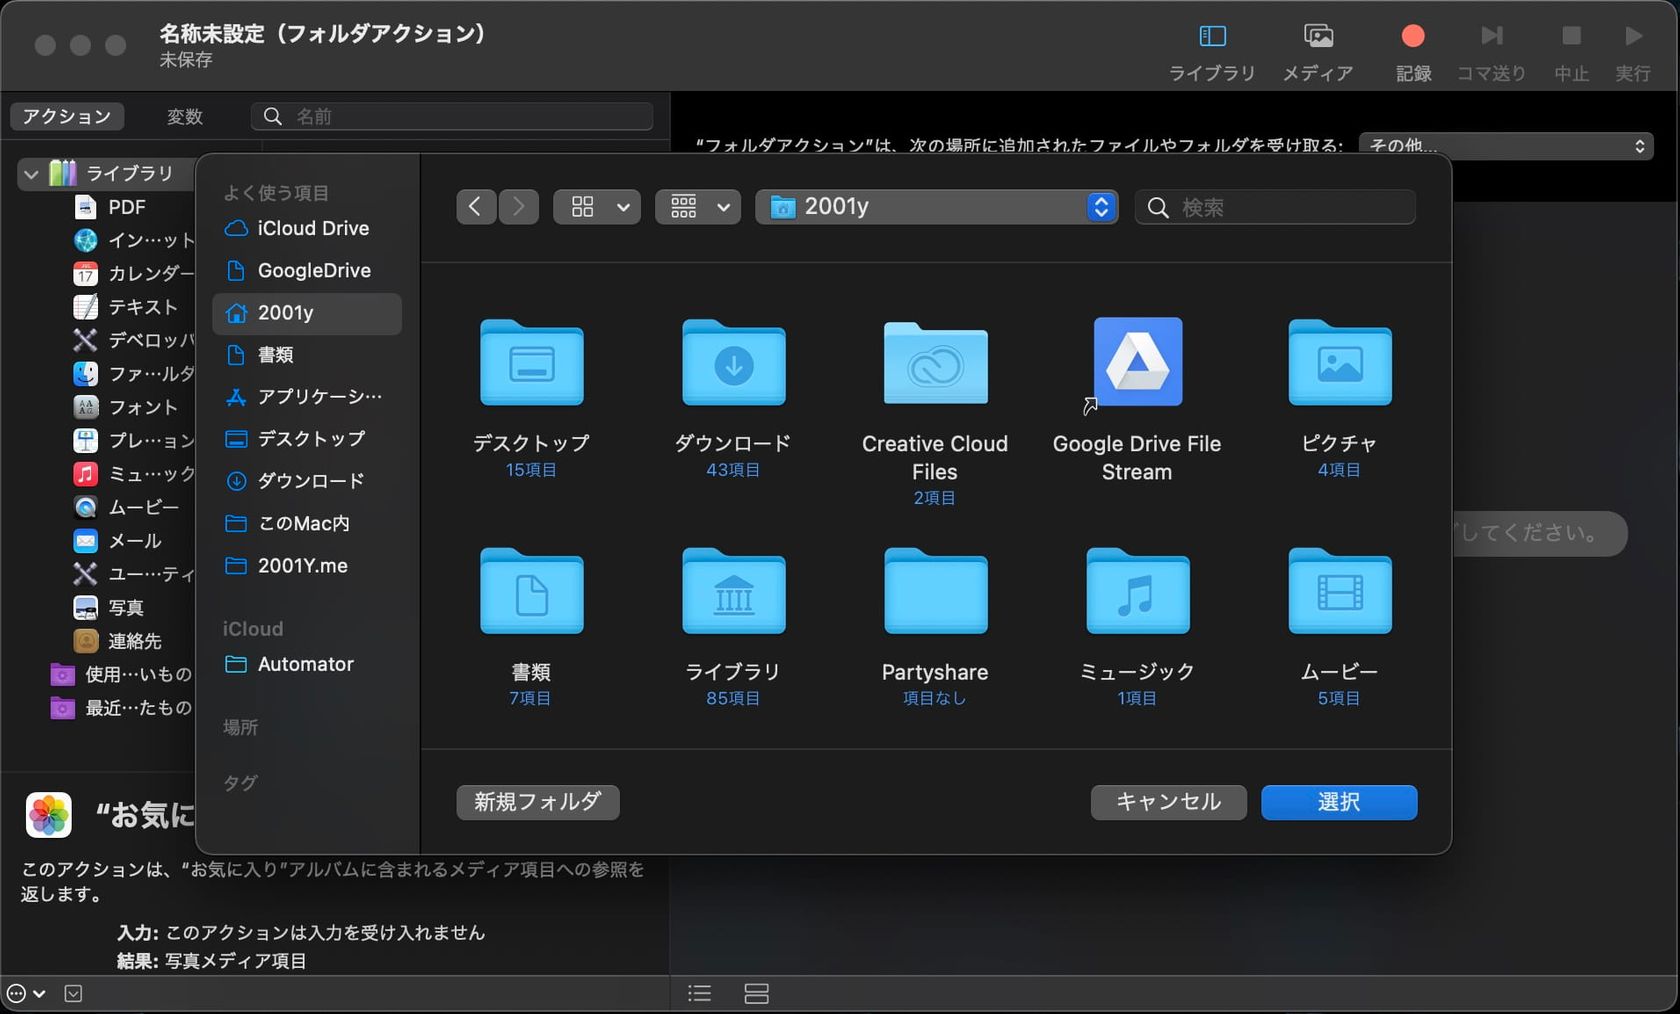 名称未設定（フォルダアクション）
未保存
ライブラリ
メディア
記録
コマ送り
中止
実行
アクション
変数
名前
“フォルダアクション”は、次の場所に追加されたファイルやフォルダを受け取る:
その他...
ライブラリ
PDF
イン…ット
カレンダー
テキスト
デベロッパ
ファ…ルダ
フォント
プレ…ョン
ミュ…ック
ムービー
メール
ユー…ティ
写真
連絡先
使用…いもの
最近…たもの
よく使う項目
iCloud Drive
GoogleDrive
2001y
書類
アプリケーシ…
デスクトップ
ダウンロード
このMac内
2001Y.me
iCloud
Automator
場所
タグ
2001y
検索
デスクトップ
15項目
ダウンロード
43項目
Creative Cloud
Files
2項目
Google Drive File
Stream
ピクチャ
4項目
書類
7項目
ライブラリ
85項目
Partyshare
項目なし
ミュージック
1項目
ムービー
5項目
新規フォルダ
キャンセル
選択
してください。
“お気に
このアクションは、“お気に入り”アルバムに含まれるメディア項目への参照を
返します。
入力: このアクションは入力を受け入れません
結果: 写真メディア項目